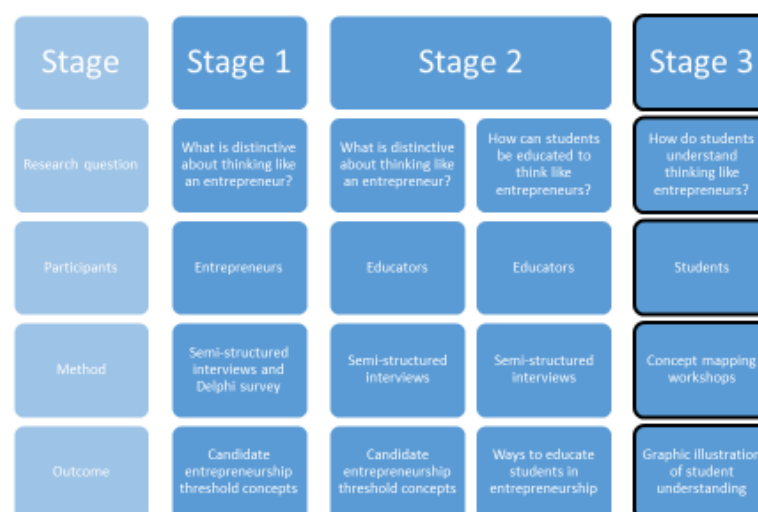 Stage
Stage 1
Stage 2
Stage 3
Research question
What is distinctive
about thinking like
an entrepreneur?
What is distinctive
about thinking like
an entrepreneur?
How can students
be educated to
think like
entrepreneurs?
How do students
understand
thinking like
entrepreneurs?
Participants
Entrepreneurs
Educators
Educators
Students
Method
Semi-structured
interviews and
Delphi survey
Semi-structured
interviews
Semi-structured
interviews
Concept mapping
workshops
Outcome
Candidate
entrepreneurship
threshold concepts
Candidate
entrepreneurship
threshold concepts
Ways to educate
students in
entrepreneurship
Graphic illustration
of student
understanding